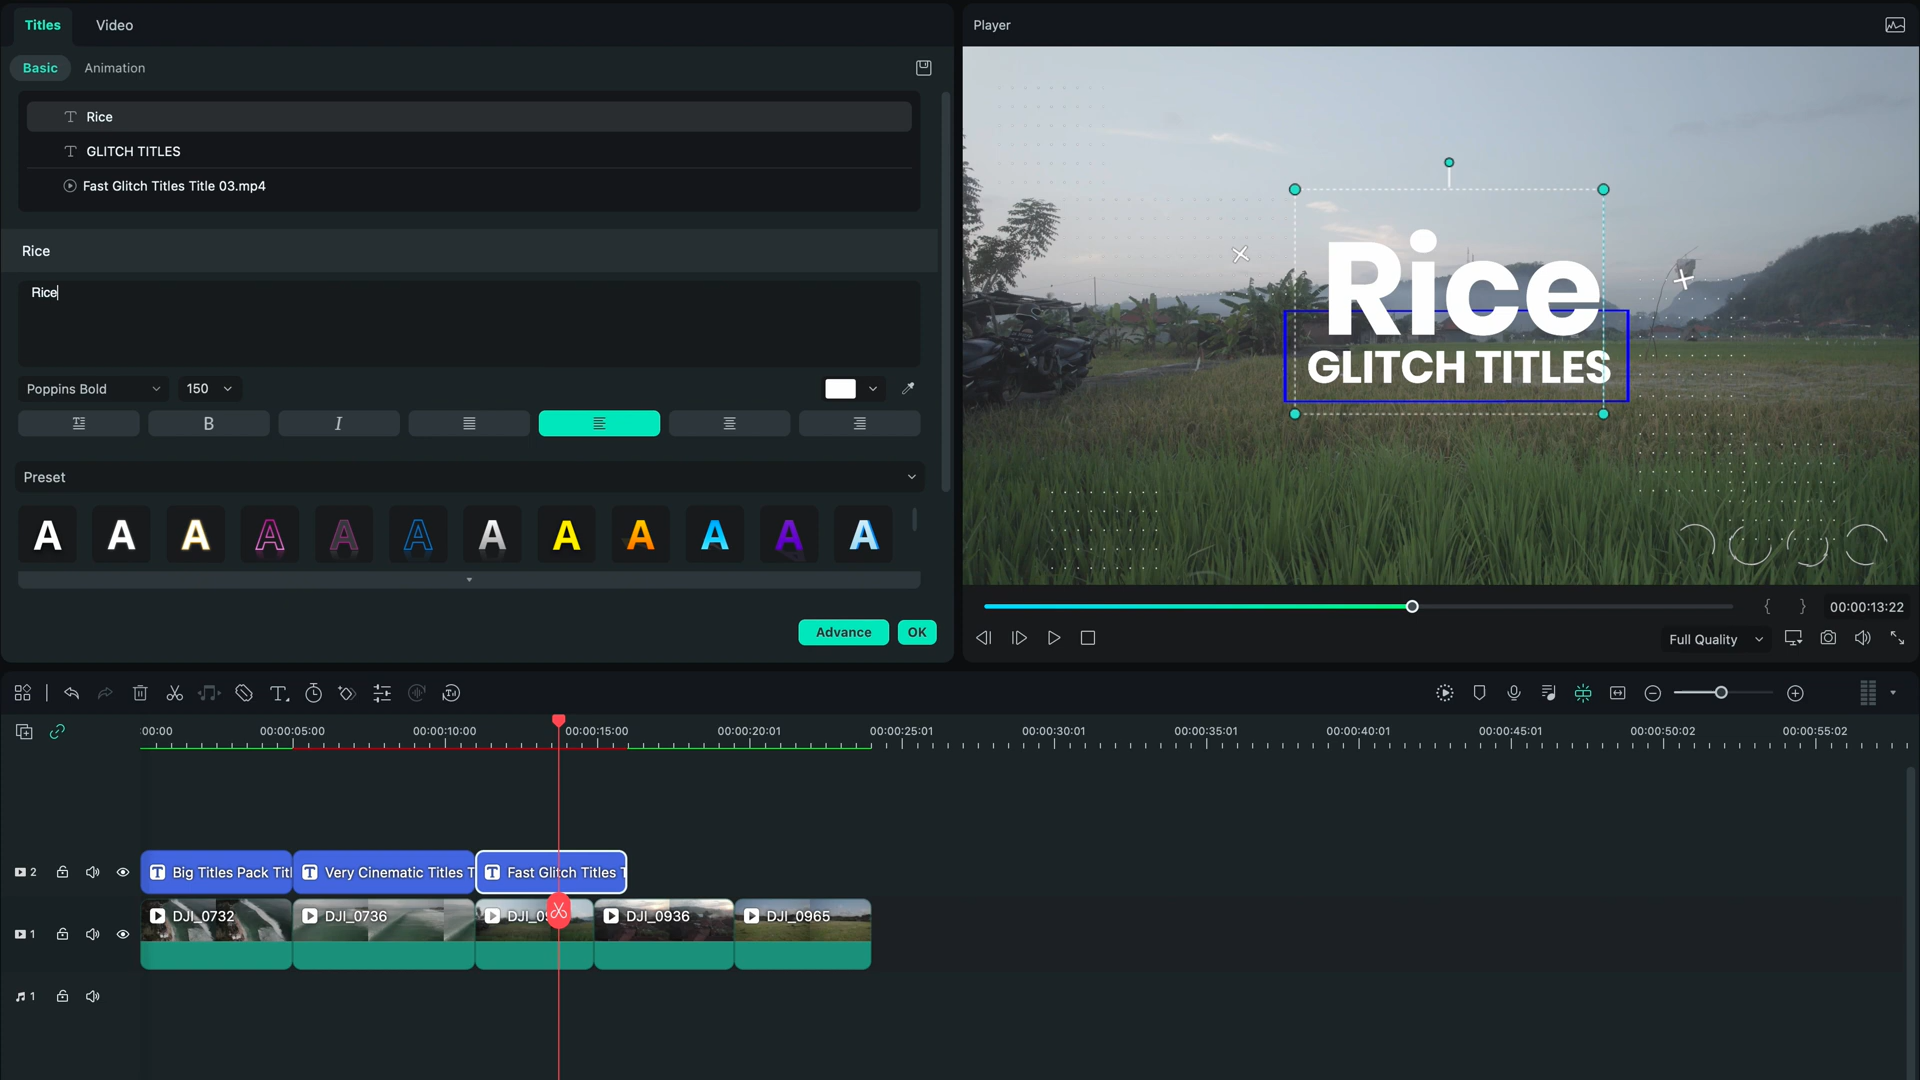 Titles
Video
Player
Basic
Animation
Rice
GLITCH TITLES
Fast Glitch Titles Title 03.mp4
Rice
Rice
Poppins Bold
150
B
I
Preset
A A A A A A A A A A A A
Advance
OK
Rice
GLITCH TITLES
{ }
00:00:13:22
Full Quality
:00:00
00:00:05:00
00:00:10:00
00:00:15:00
00:00:20:01
00:00:25:01
00:00:30:01
00:00:35:01
00:00:40:01
00:00:45:01
00:00:50:02
00:00:55:02
2
Big Titles Pack Titl
Very Cinematic Titles T
Fast Glitch Titles T
1
DJI_0732
DJI_0736
DJI_09
DJI_0936
DJI_0965
1